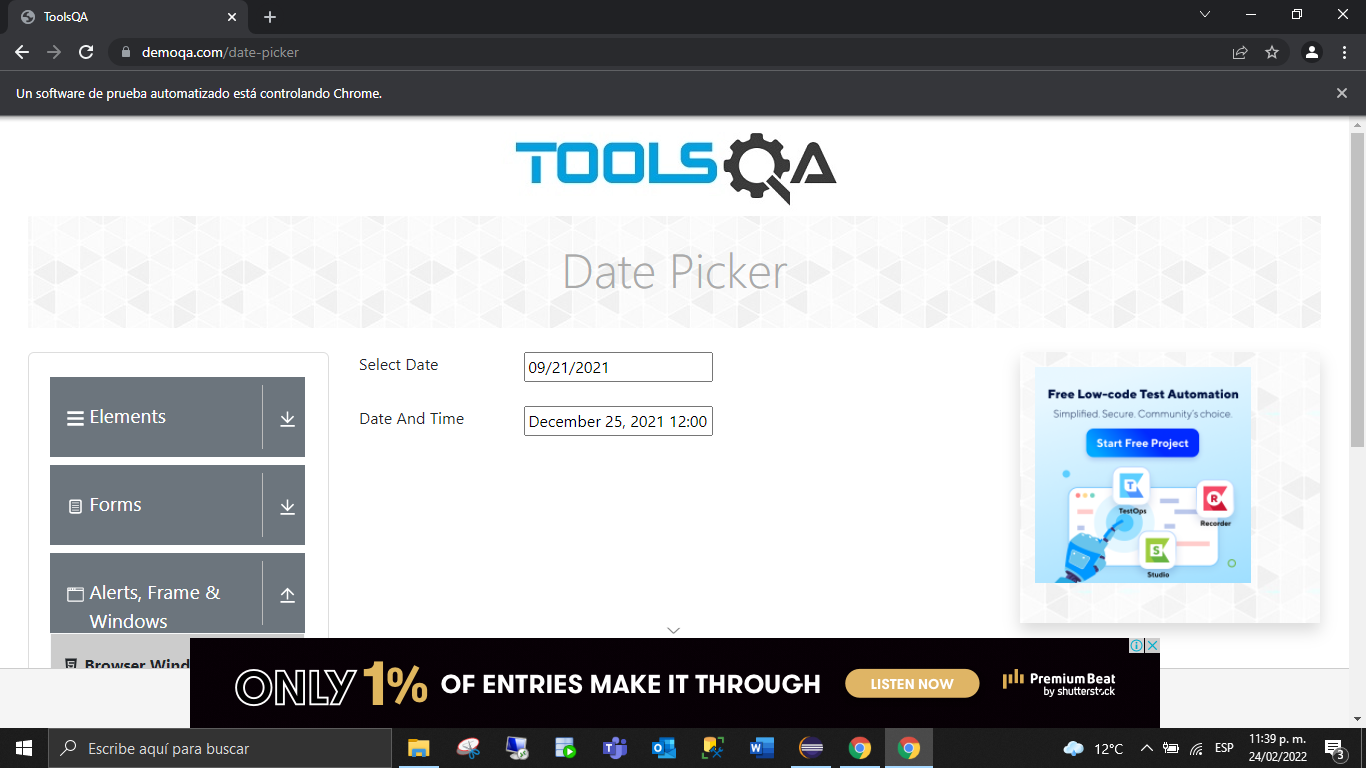 ToolsQA
demoqa.com/date-picker
Un software de prueba automatizado está controlando Chrome.
TOOLSQA
Date Picker
Elements
Forms
Alerts, Frame &
Windows
Browser Wind
Select Date
09/21/2021
Date And Time
December 25, 2021 12:00
Free Low-code Test Automation
Simplified. Secure. Community's choice.
Start Free Project
TestOps
Recorder
Studio
ONLY 1% OF ENTRIES MAKE IT THROUGH
LISTEN NOW
PremiumBeat
by shutterstock
Escribe aquí para buscar
12°C
ESP
11:39 p. m.
24/02/2022
3